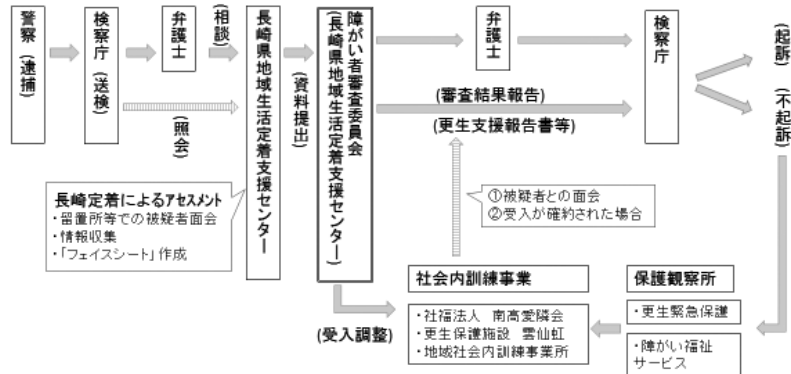 警察(逮捕)
検察庁(送検)
弁護士
(相談)
(照会)
長崎県地域生活定着支援センター
(資料提出)
障がい者審査委員会
(長崎県地域生活定着支援センター)
弁護士
(審査結果報告)
(更生支援報告書等)
検察庁
(起訴)
(不起訴)
長崎定着によるアセスメント
・留置所等での被疑者面会
・情報収集
・「フェイスシート」作成
①被疑者との面会
②受入が確約された場合
社会内訓練事業
・社福法人 南高愛隣会
・更生保護施設 雲仙虹
・地域社会内訓練事業所
(受入調整)
保護観察所
・更生緊急保護
・障がい福祉
サービス